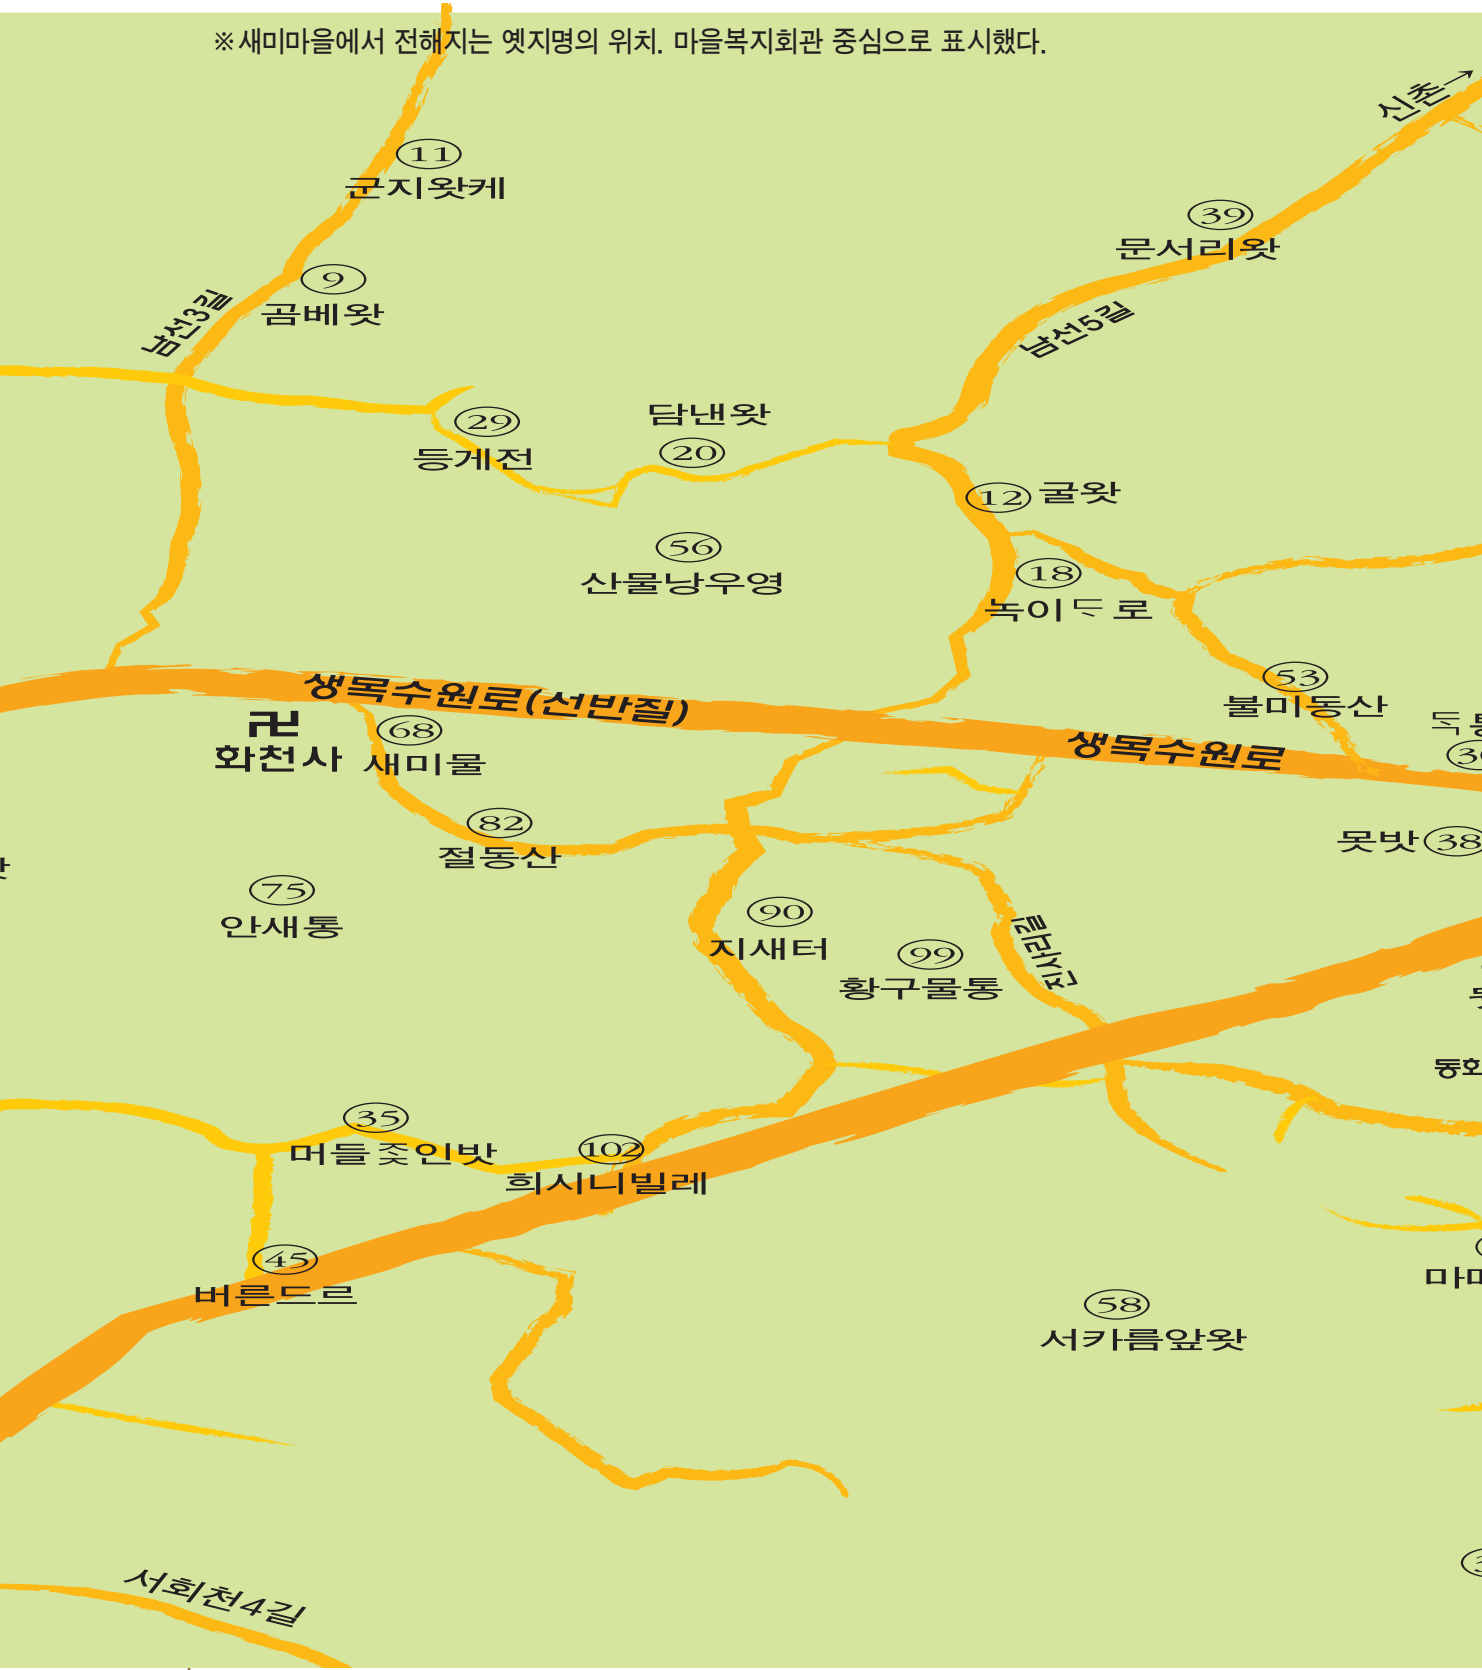 ※새미마을에서 전해지는 옛지명의 위치. 마을복지회관 중심으로 표시했다.
신촌→
11
군지왓케
39
문서리왓
9
곰베왓
남선3길
남선5길
29
등게전
담낸왓
20
12 굴왓
56
산물낭우영
18
녹이ᄃᆞ로
53
불미동산
생목수원로(선반질)
생목수원로
卍
화천사
68
새미물
82
절동산
못밧 38
75
안새통
90
지새터
99
황구물통
진사라길
35
머들ᄌᆽ인밧
102
희시니빌레
45
버른드르
58
서카름앞왓
서회천4길